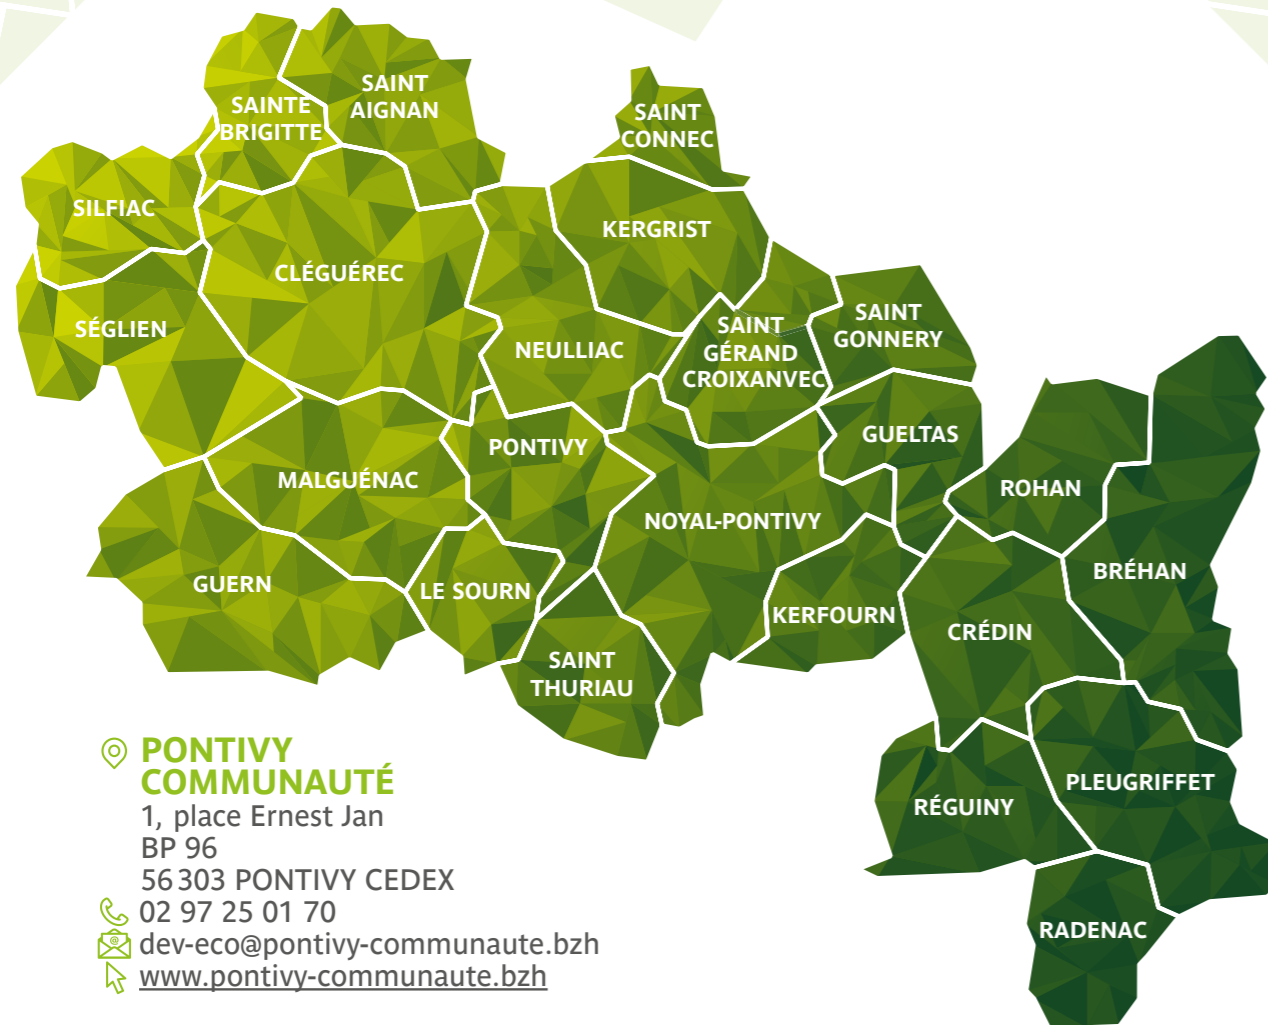 SAINT
AIGNAN
SAINTE
BRIGITTE
SAINT
CONNEC
SILFIAC
KERGRIST
CLÉGUÉREC
SÉGLIEN
NEULLIAC
SAINT
GÉRAND
CROIXANVEC
SAINT
GONNERY
PONTIVY
GUELTAS
MALGUÉNAC
ROHAN
NOYAL-PONTIVY
BRÉHAN
GUERN
LE SOURN
KERFOURN
CRÉDIN
SAINT
THURIAU
PLEUGRIFFET
RÉGUINY
RADENAC
PONTIVY
COMMUNAUTÉ
1, place Ernest Jan
BP 96
56 303 PONTIVY CEDEX
02 97 25 01 70
dev-eco@pontivy-communaute.bzh
www.pontivy-communaute.bzh